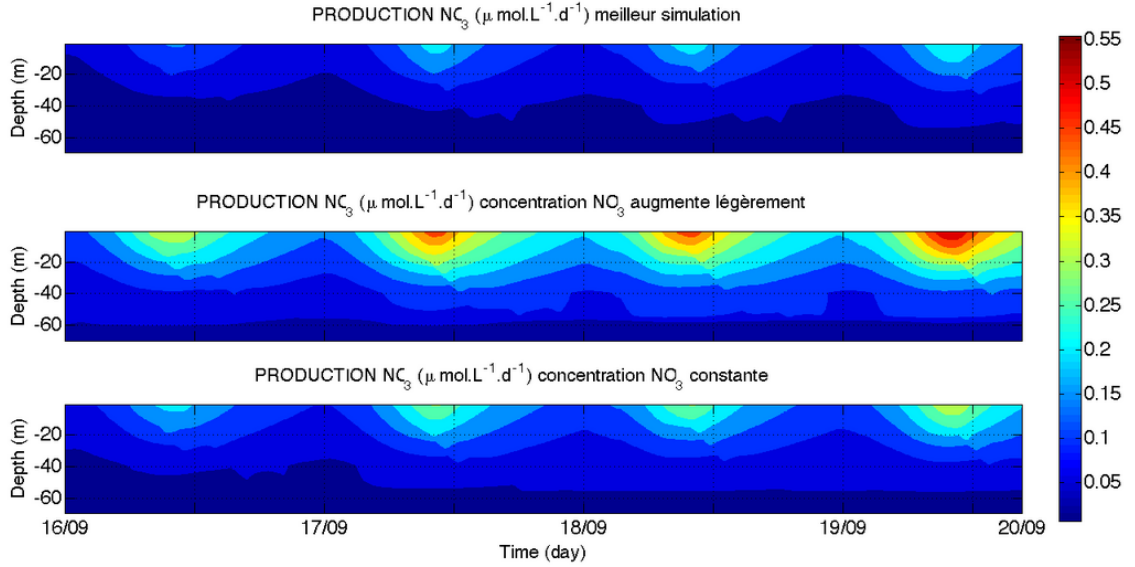 PRODUCTION NO3 (μ mol.L-1.d-1) meilleur simulation
Depth (m)
-20
-40
-60
PRODUCTION NO3 (μ mol.L-1.d-1) concentration NO3 augmente légèrement
Depth (m)
-20
-40
-60
PRODUCTION NO3 (μ mol.L-1.d-1) concentration NO3 constante
Depth (m)
-20
-40
-60
16/09 17/09 18/09 19/09 20/09
Time (day)
0.55
0.5
0.45
0.4
0.35
0.3
0.25
0.2
0.15
0.1
0.05